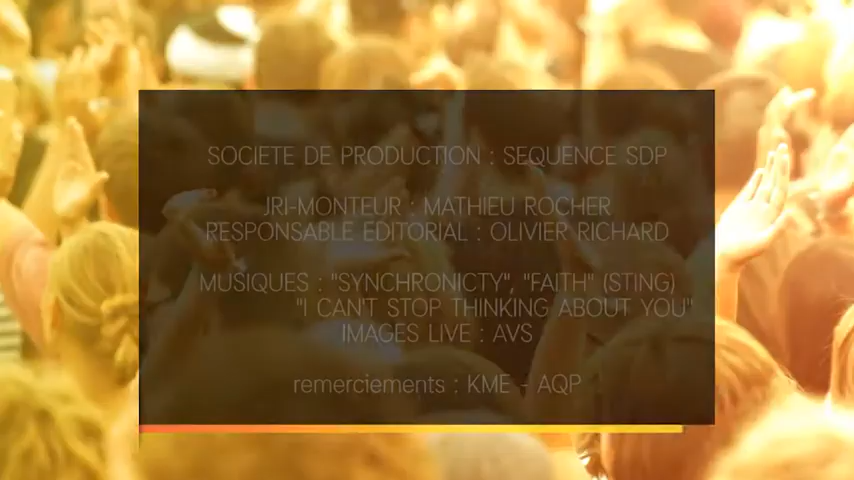 SOCIETE DE PRODUCTION : SEQUENCE SDP
JRI-MONTEUR : MATHIEU ROCHER
RESPONSABLE EDITORIAL : OLIVIER RICHARD
MUSIQUES : "SYNCHRONICTY", "FAITH" (STING)
"I CAN'T STOP THINKING ABOUT YOU"
IMAGES LIVE : AVS
remerciements : KME - AQP